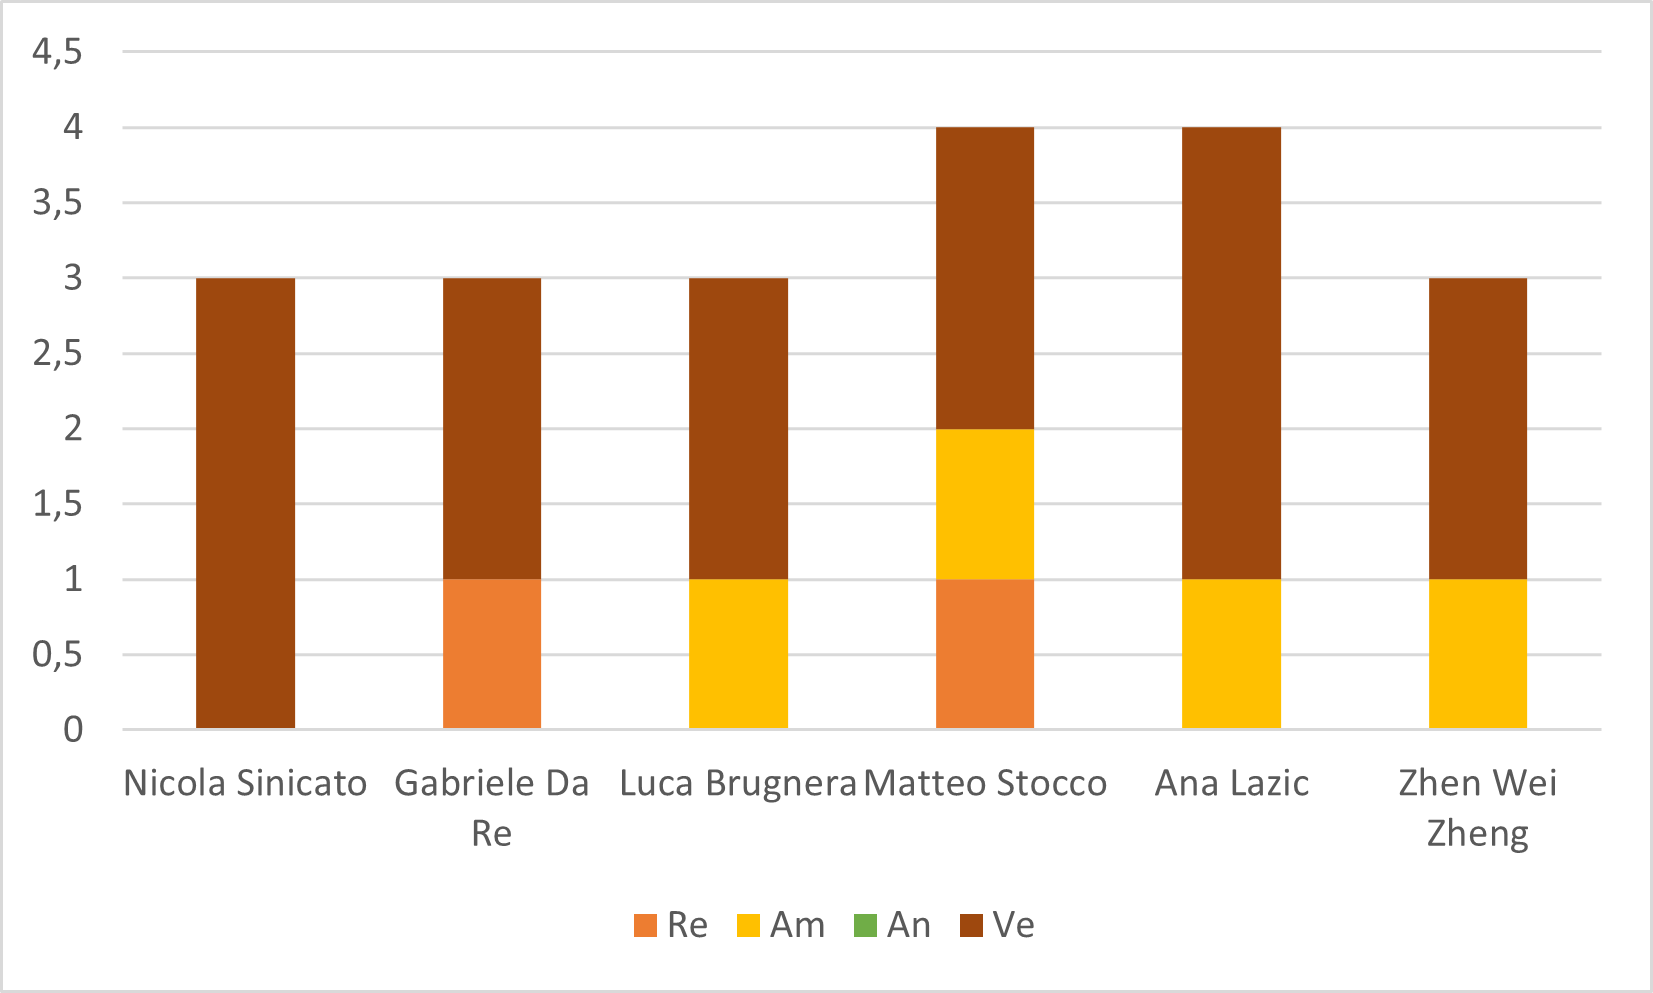 4,5
4
3,5
3
2,5
2
1,5
1
0,5
0
Nicola Sinicato
Gabriele Da
Re
Luca Brugnera
Matteo Stocco
Ana Lazic
Zhen Wei
Zheng
Re Am An Ve